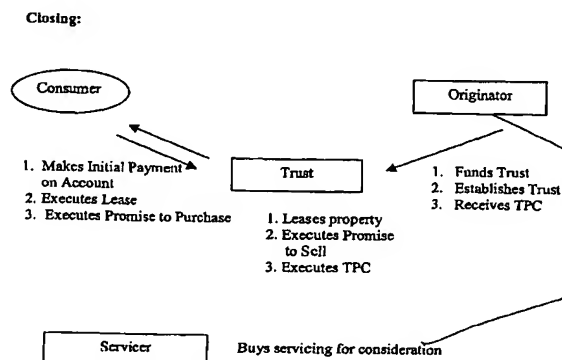 Closing:
Consumer
Originator
1. Makes Initial Payment
on Account
2. Executes Lease
3. Executes Promise to Purchase
Trust
1. Leases property
2. Executes Promise
to Sell
3. Executes TPC
1. Funds Trust
2. Establishes Trust
3. Receives TPC
Servicer
Buys servicing for consideration